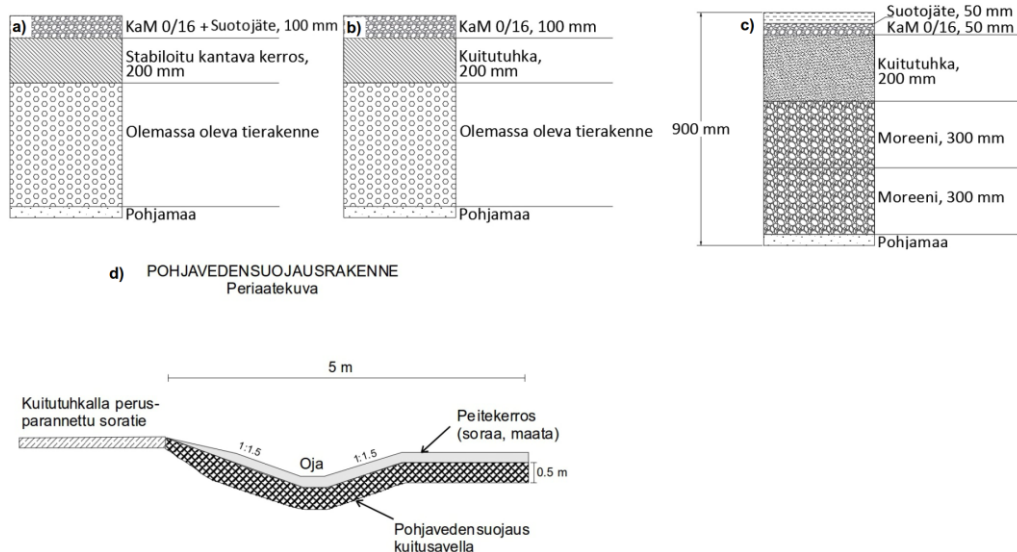 a)
KaM 0/16 + Suotojäte, 100 mm
Stabiloitu kantava kerros,
200 mm
Olemassa oleva tierakenne
Pohjamaa
b)
KaM 0/16, 100 mm
Kuitutuhka,
200 mm
Olemassa oleva tierakenne
Pohjamaa
c)
Suotojäte, 50 mm
KaM 0/16, 50 mm
Kuitutuhka,
200 mm
900 mm
Moreeni, 300 mm
Moreeni, 300 mm
Pohjamaa
d) POHJAVEDENSUOJAUSRAKENNE
Periaatekuva
5 m
Kuitutuhkalla perus-
parannettu soratie
1:1.5
Oja
1:1.5
Peitekerros
(soraa, maata)
0.5 m
Pohjavedensuojaus
kuitusavella